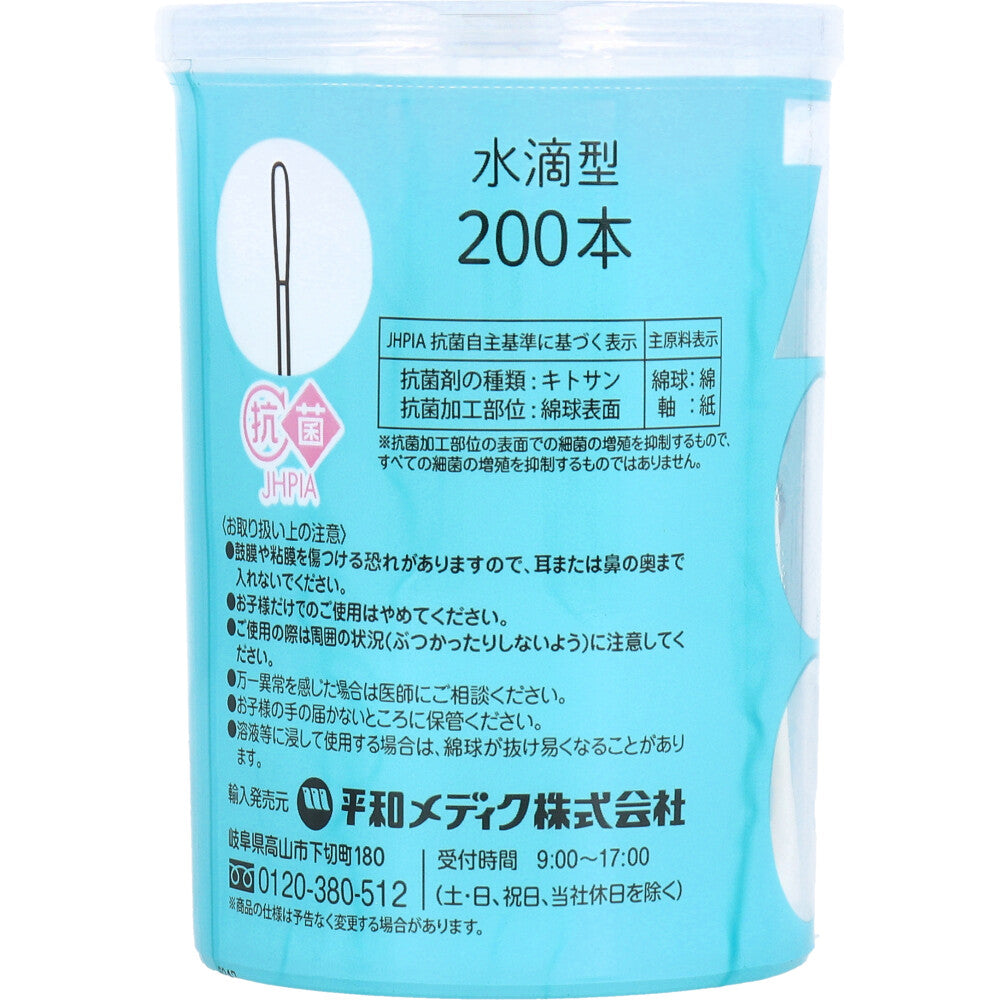 水滴型
200本
JHPIA 抗菌自主基準に基づく表示 主原料表示
抗菌剤の種類：キトサン 綿球：綿
抗菌加工部位：綿球表面 軸：紙
※抗菌加工部位の表面での細菌の増殖を抑制するもので、
すべての細菌の増殖を抑制するものではありません。
抗菌
JHPIA
〈お取り扱い上の注意〉
●鼓膜や粘膜を傷つける恐れがありますので、耳または鼻の奥まで
入れないでください。
●お子様だけでのご使用はやめてください。
●ご使用の際は周囲の状況(ぶつかったりしないよう)に注意してく
ださい。
●万一異常を感じた場合は医師にご相談ください。
●お子様の手の届かないところに保管ください。
●溶液等に浸して使用する場合は、綿球が抜け易くなることがあり
ます。
輸入発売元 平和メディク株式会社
岐阜県高山市下切町180
0120-380-512
受付時間 9:00〜17:00
(土・日、祝日、当社休日を除く)
※商品の仕様は予告なく変更する場合があります。